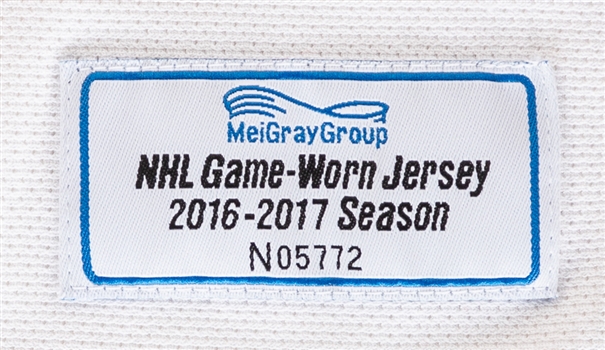 MeiGrayGroup
NHL Game-Worn Jersey
2016-2017 Season
N05772